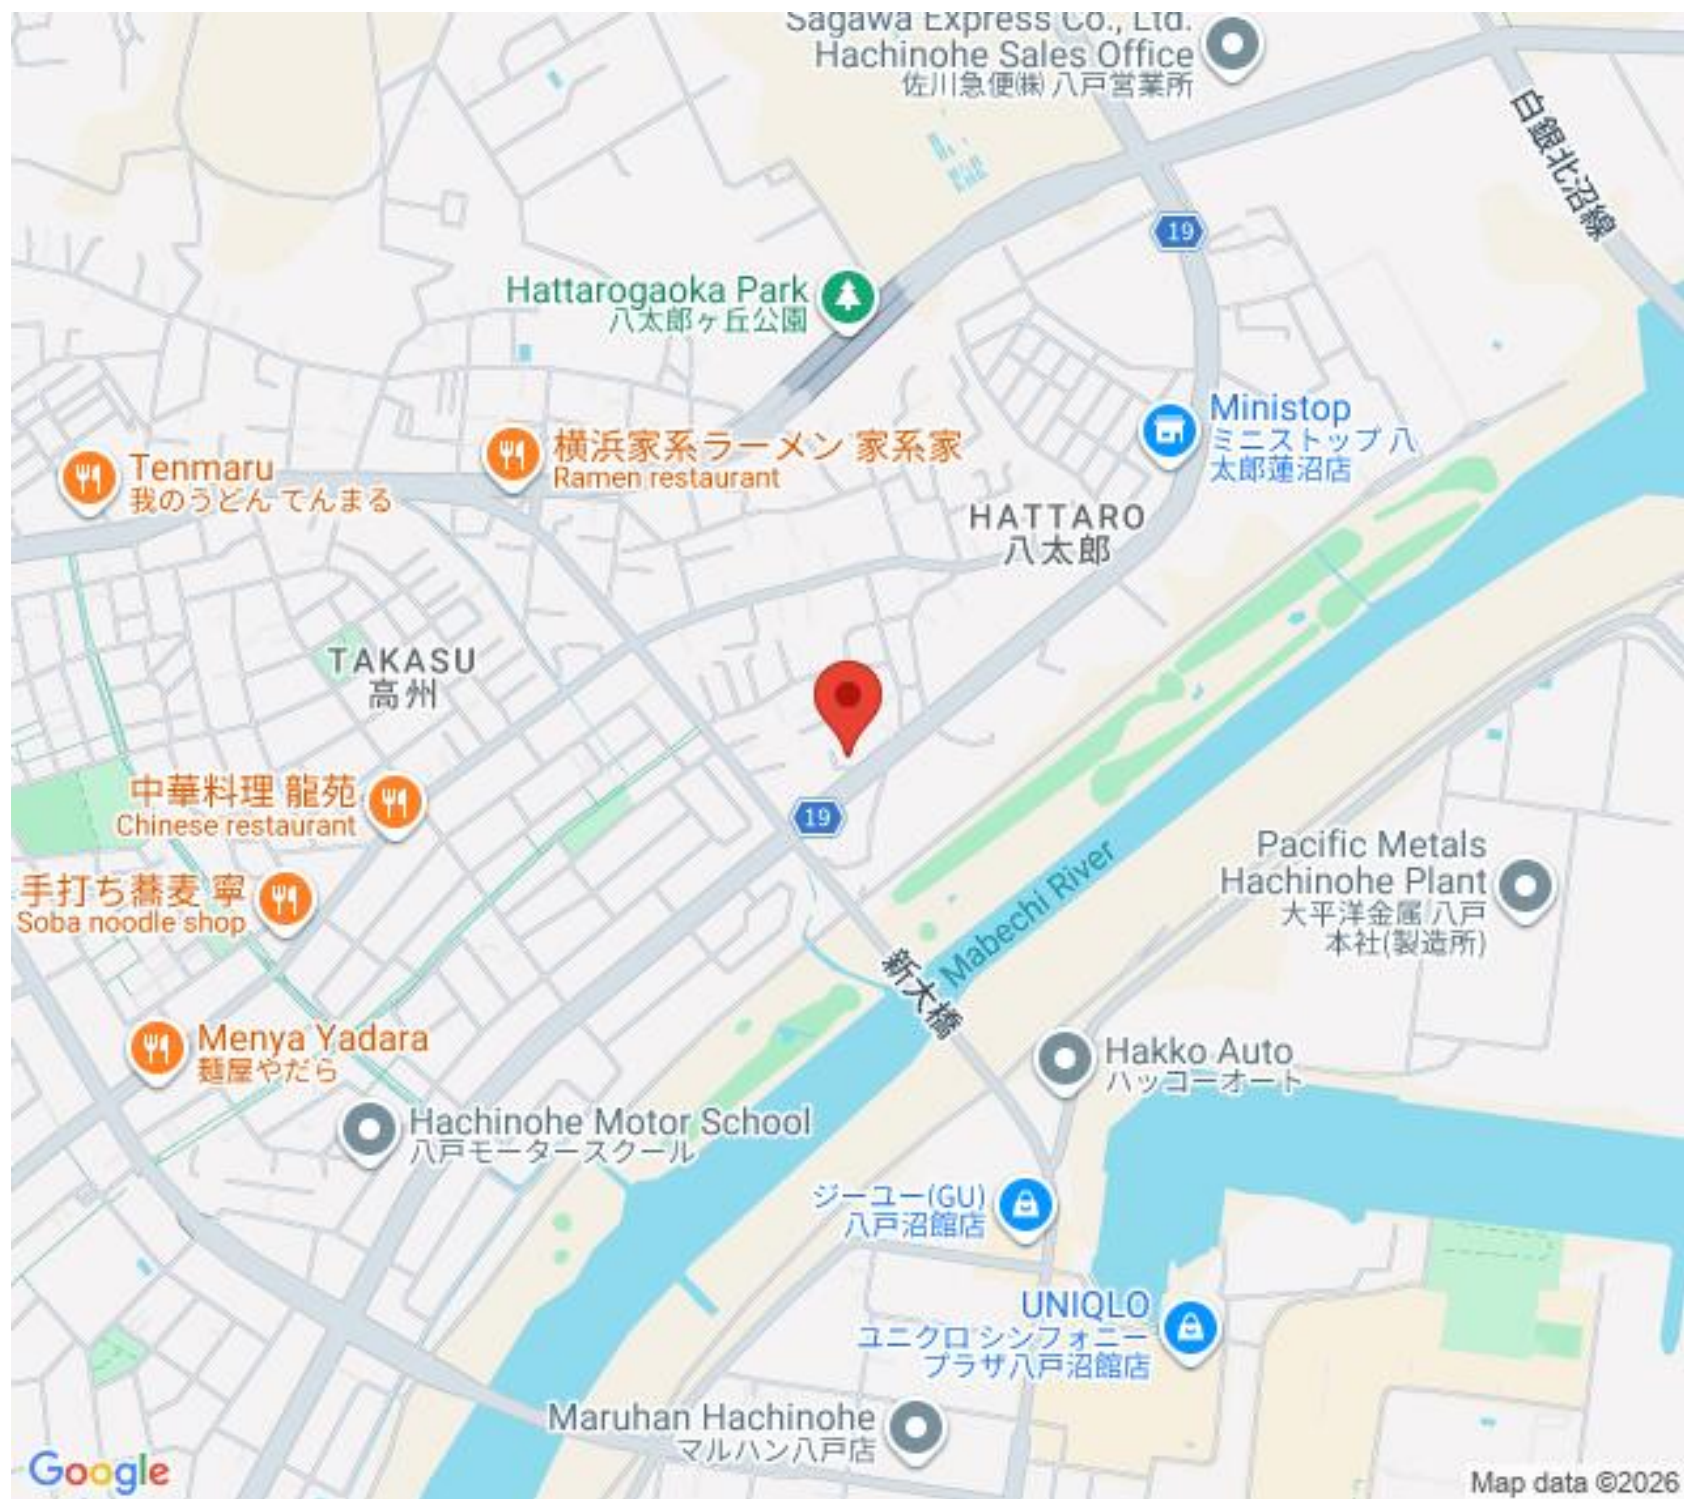 Sagawa Express Co., Ltd.
Hachinohe Sales Office
佐川急便㈱ 八戸営業所
白銀北沼線
19
Hattarogaoka Park
八太郎ヶ丘公園
Ministop
ミニストップ 八
太郎蓮沼店
横浜家系ラーメン 家系家
Ramen restaurant
Tenmaru
我のうどん てんまる
HATTARO
八太郎
TAKASU
高州
中華料理 龍苑
Chinese restaurant
19
Pacific Metals
Hachinohe Plant
大平洋金属 八戸
本社(製造所)
手打ち蕎麦 寧
Soba noodle shop
Mabechi River
新大橋
Menya Yadara
麺屋やだら
Hakko Auto
ハッコーオート
Hachinohe Motor School
八戸モータースクール
ジーユー(GU)
八戸沼館店
UNIQLO
ユニクロ シンフォニー
プラザ八戸沼館店
Maruhan Hachinohe
マルハン八戸店
Google
Map data ©2026